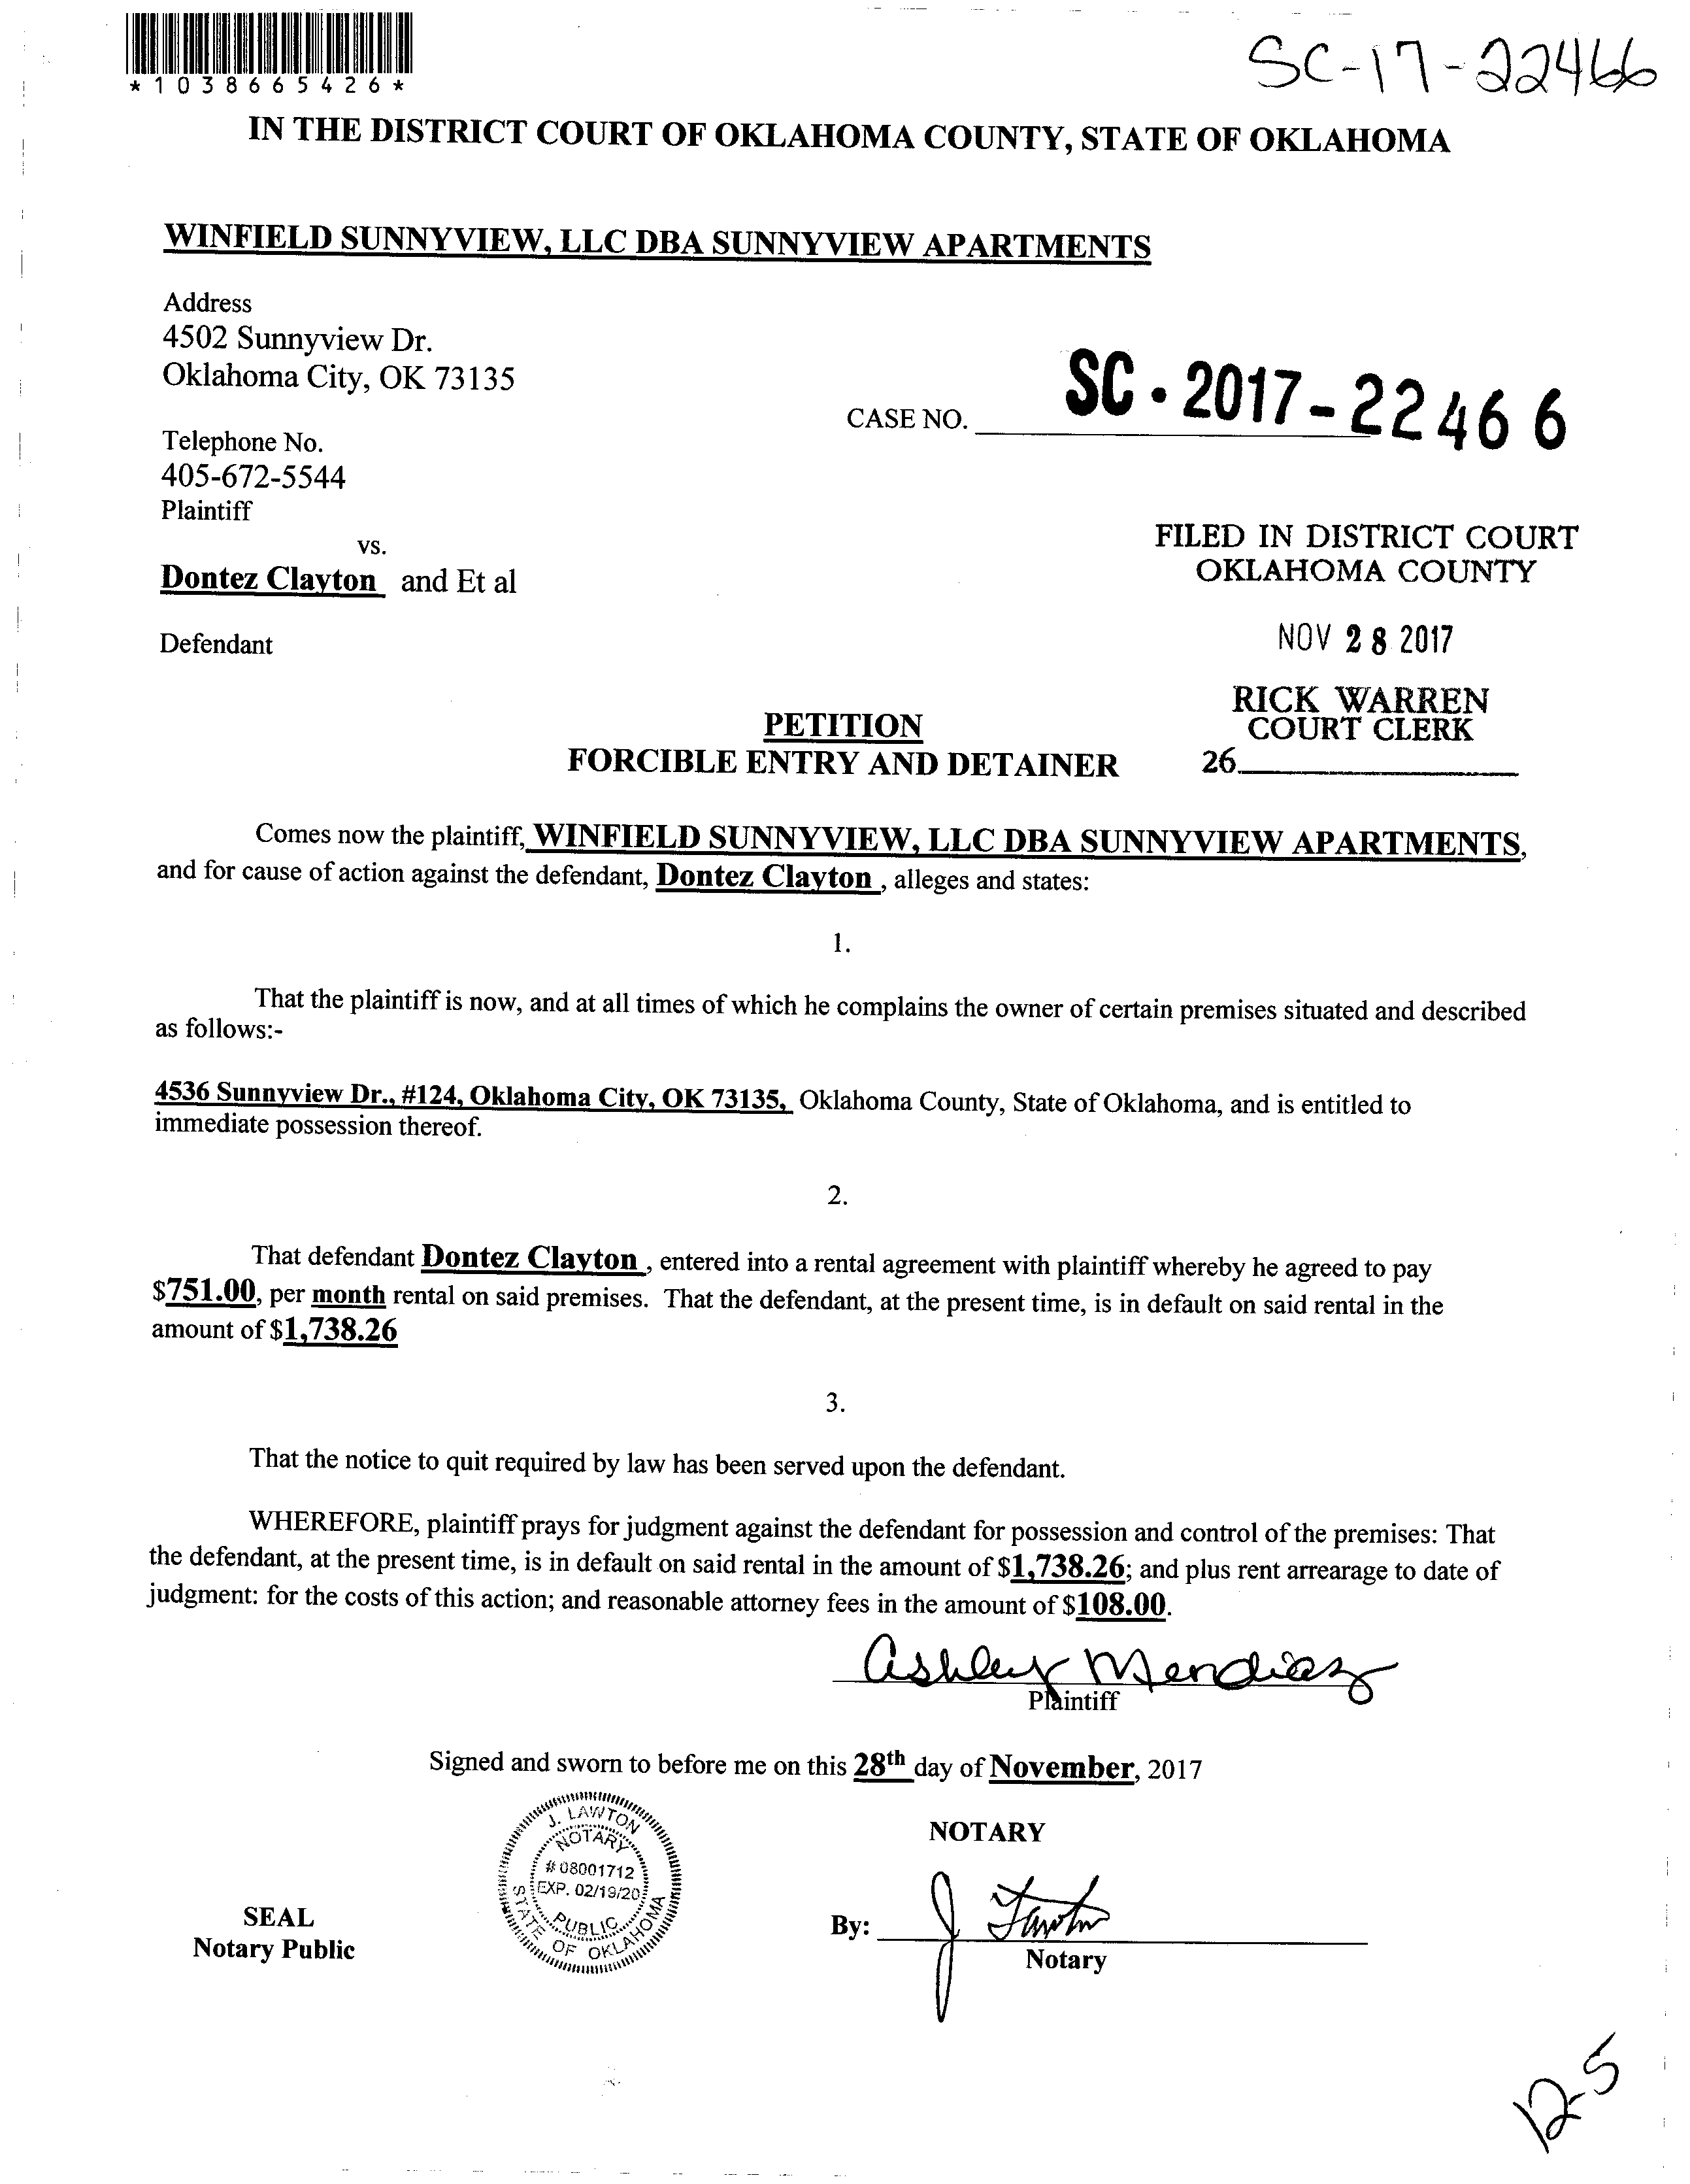 *1038665426*
SC-17-22466
IN THE DISTRICT COURT OF OKLAHOMA COUNTY, STATE OF OKLAHOMA
WINFIELD SUNNYVIEW, LLC DBA SUNNYVIEW APARTMENTS
Address
4502 Sunnyview Dr.
Oklahoma City, OK 73135
CASE NO. SC-2017-22466
Telephone No.
405-672-5544
Plaintiff
vs.
Dontez Clayton and Et al
Defendant
FILED IN DISTRICT COURT
OKLAHOMA COUNTY
NOV 28 2017
RICK WARREN
COURT CLERK
26
PETITION
FORCIBLE ENTRY AND DETAINER
Comes now the plaintiff, WINFIELD SUNNYVIEW, LLC DBA SUNNYVIEW APARTMENTS,
and for cause of action against the defendant, Dontez Clayton , alleges and states:
1.
That the plaintiff is now, and at all times of which he complains the owner of certain premises situated and described
as follows:-
4536 Sunnyview Dr., #124, Oklahoma City, OK 73135, Oklahoma County, State of Oklahoma, and is entitled to
immediate possession thereof.
2.
That defendant Dontez Clayton , entered into a rental agreement with plaintiff whereby he agreed to pay
$751.00, per month rental on said premises. That the defendant, at the present time, is in default on said rental in the
amount of $1,738.26
3.
That the notice to quit required by law has been served upon the defendant.
WHEREFORE, plaintiff prays for judgment against the defendant for possession and control of the premises: That
the defendant, at the present time, is in default on said rental in the amount of $1,738.26; and plus rent arrearage to date of
judgment: for the costs of this action; and reasonable attorney fees in the amount of $108.00.
Ashley Mendiaz
Plaintiff
Signed and sworn to before me on this 28th day of November, 2017
J. LAWTON
NOTARY
# 08001712
EXP. 02/19/20
PUBLIC
STATE OF OKLAHOMA
NOTARY
SEAL
Notary Public
By: J Lawton
Notary
12-5